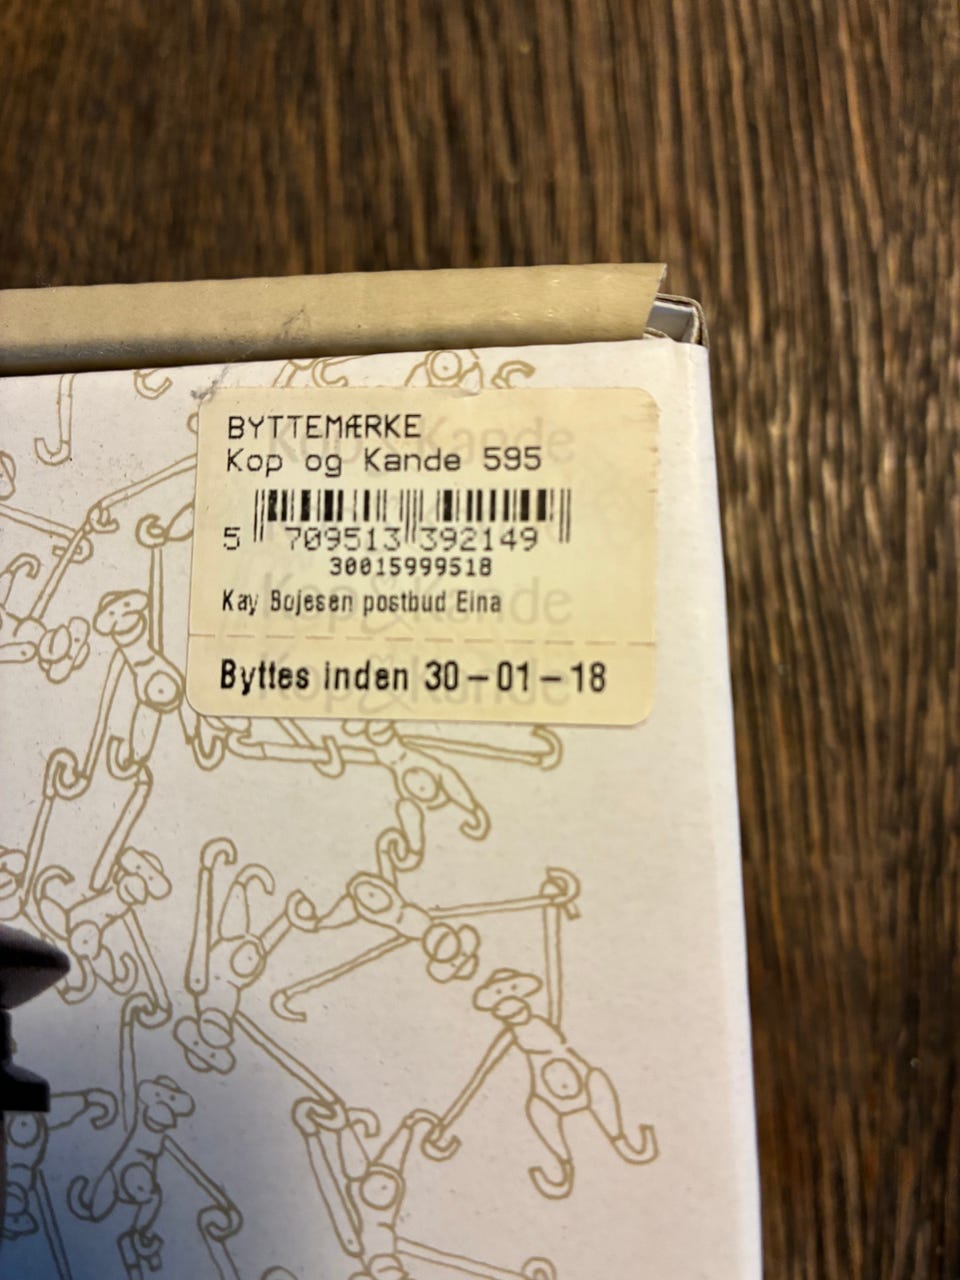 BYTTEMÆRKE
Kop og Kande 595
5 709513 392149
30015999518
Kay Bojesen postbud Eina
Byttes inden 30-01-18